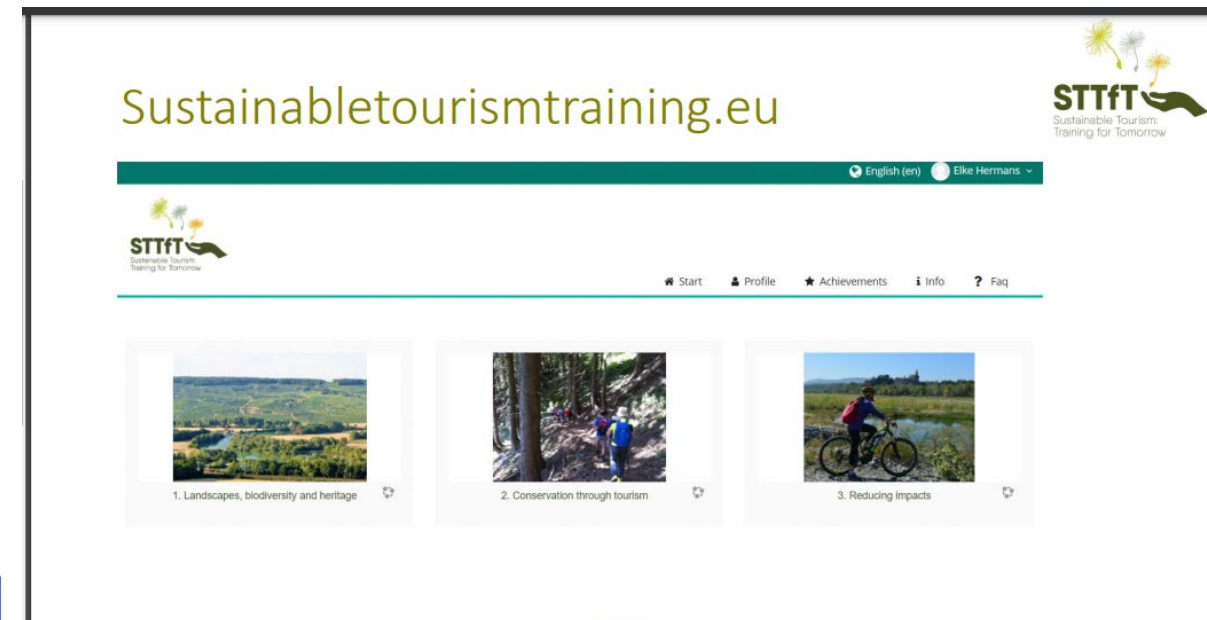 Sustainabletourismtraining.eu
STTfT
Sustainable Tourism:
Training for Tomorrow
English (en) Elke Hermans
STTfT
Sustainable Tourism:
Training for Tomorrow
Start Profile Achievements Info Faq
1. Landscapes, biodiversity and heritage
2. Conservation through tourism
3. Reducing impacts